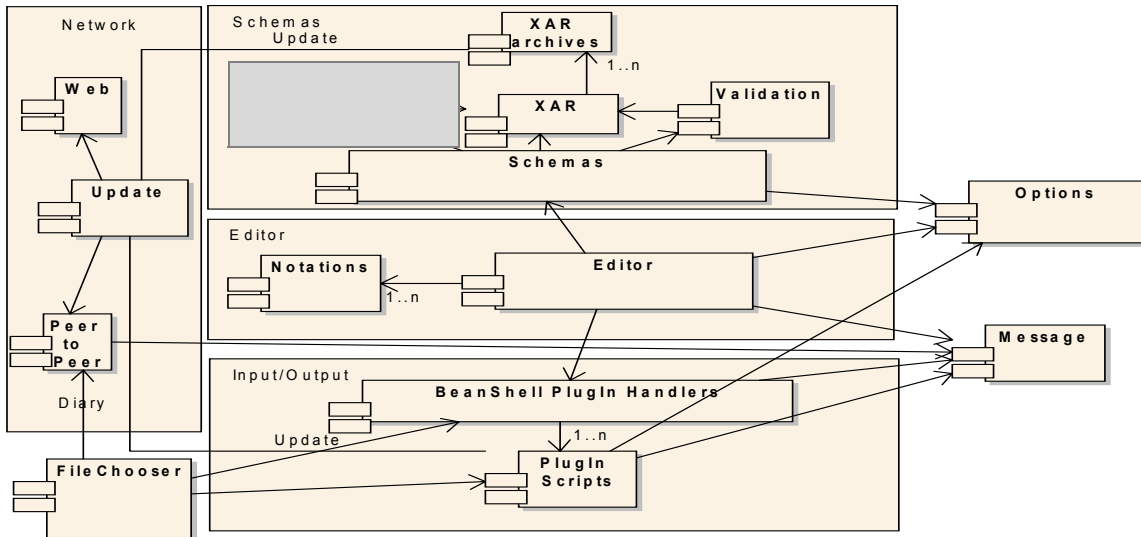 Network
Schemas
Update
XAR
archives
1..n
Web
XAR
Validation
Schemas
Update
Options
Editor
Notations
Editor
1..n
Peer
to
Peer
Message
Input/Output
BeanShell PlugIn Handlers
Diary
Update
1..n
FileChooser
PlugIn
Scripts